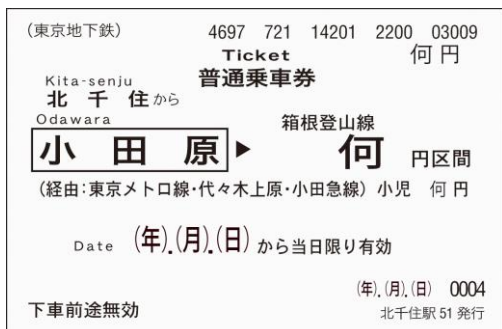 (東京地下鉄) 4697 721 14201 2200 03009
Ticket 何円
普通乗車券
Kita-senju
北千住から
Odawara 箱根登山線
小田原▶ 何 円区間
(経由:東京メトロ線・代々木上原・小田急線) 小児 何円
Date (年).(月).(日) から当日限り有効
(年).(月).(日) 0004
下車前途無効 北千住駅 51 発行